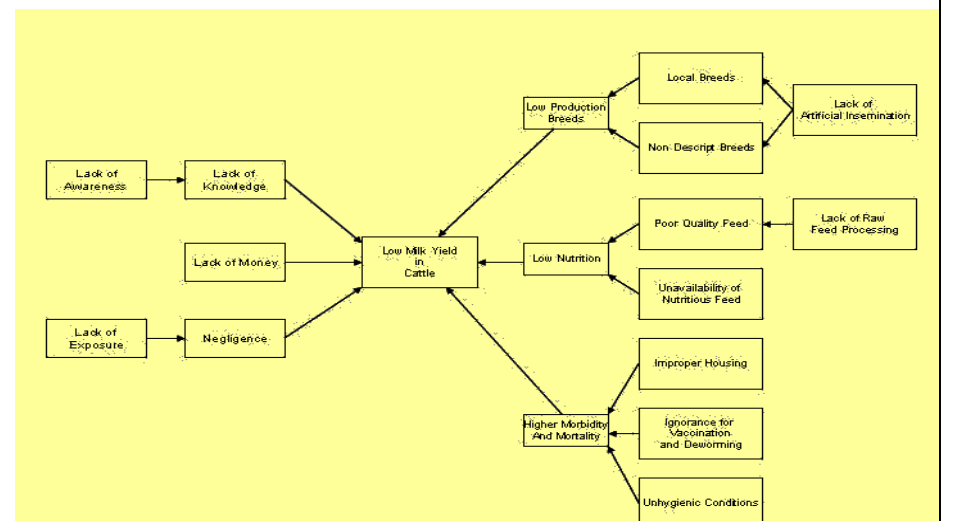 Local Breeds
Lack of
Artificial Insemination
Low Production
Breeds
Non Descript Breeds
Lack of
Awareness
Lack of
Knowledge
Poor Quality Feed
Lack of Raw
Feed Processing
Low Milk Yield
in
Cattle
Lack of Money
Low Nutrition
Unavailability of
Nutritious Feed
Lack of
Exposure
Negligence
Improper Housing
Higher Morbidity
And Mortality
Ignorance for
Vaccination
and Deworming
Unhygienic Conditions